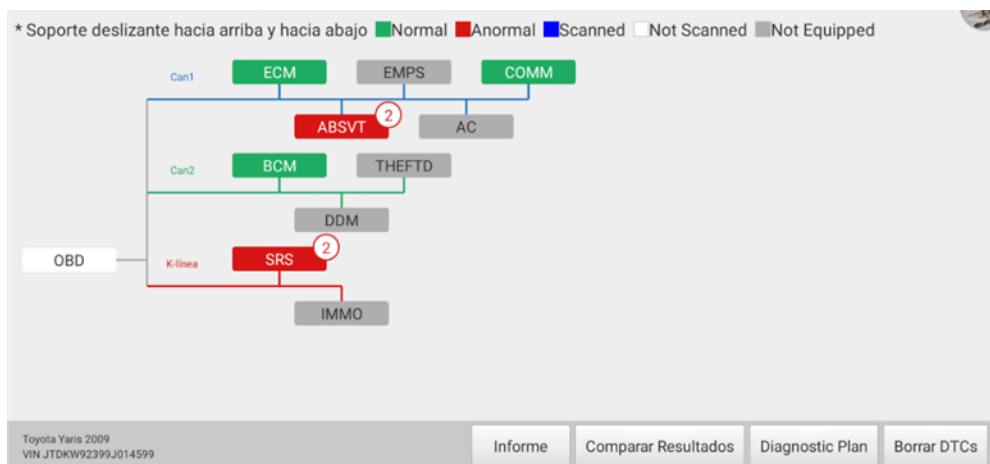 * Soporte deslizante hacia arriba y hacia abajo Normal Anormal Scanned Not Scanned Not Equipped
Can1 ECM EMPS COMM
ABSVT 2 AC
Can2 BCM THEFTD
DDM
OBD K-línea SRS 2
IMMO
Toyota Yaris 2009
VIN JTDKW92399J014599
Informe Comparar Resultados Diagnostic Plan Borrar DTCs